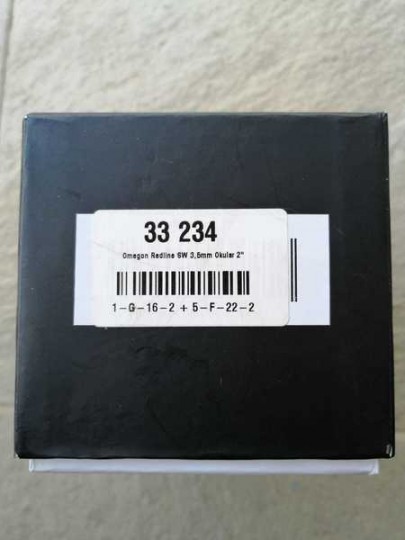 33 234
Omegon Redline SW 3,5mm Okular 2"
1-G-16-2 + 5-F-22-2